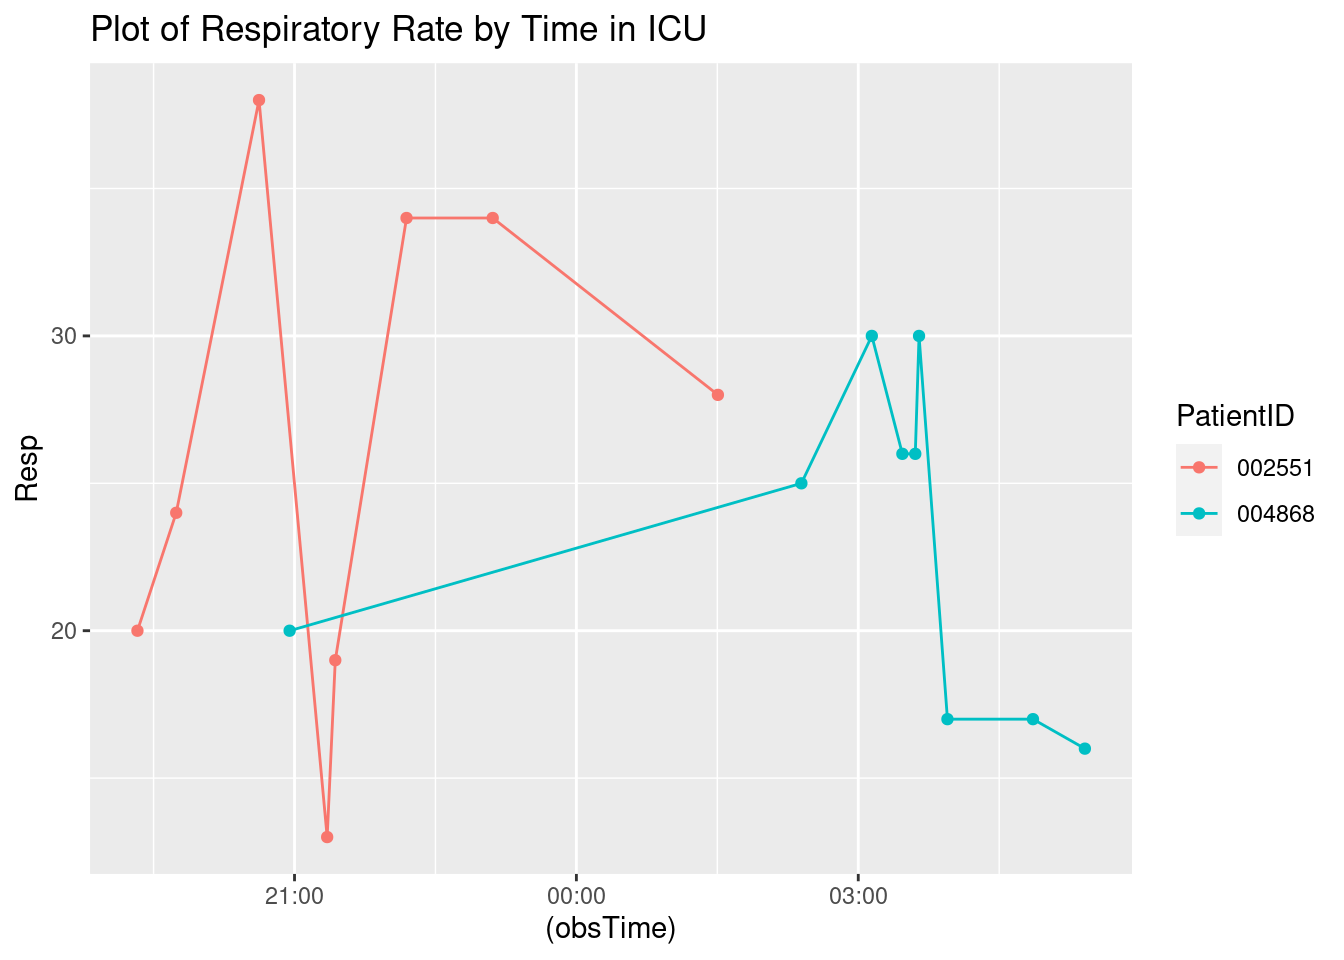 Plot of Respiratory Rate by Time in ICU
Resp
30
20
21:00
00:00
03:00
(obsTime)
PatientID
002551
004868